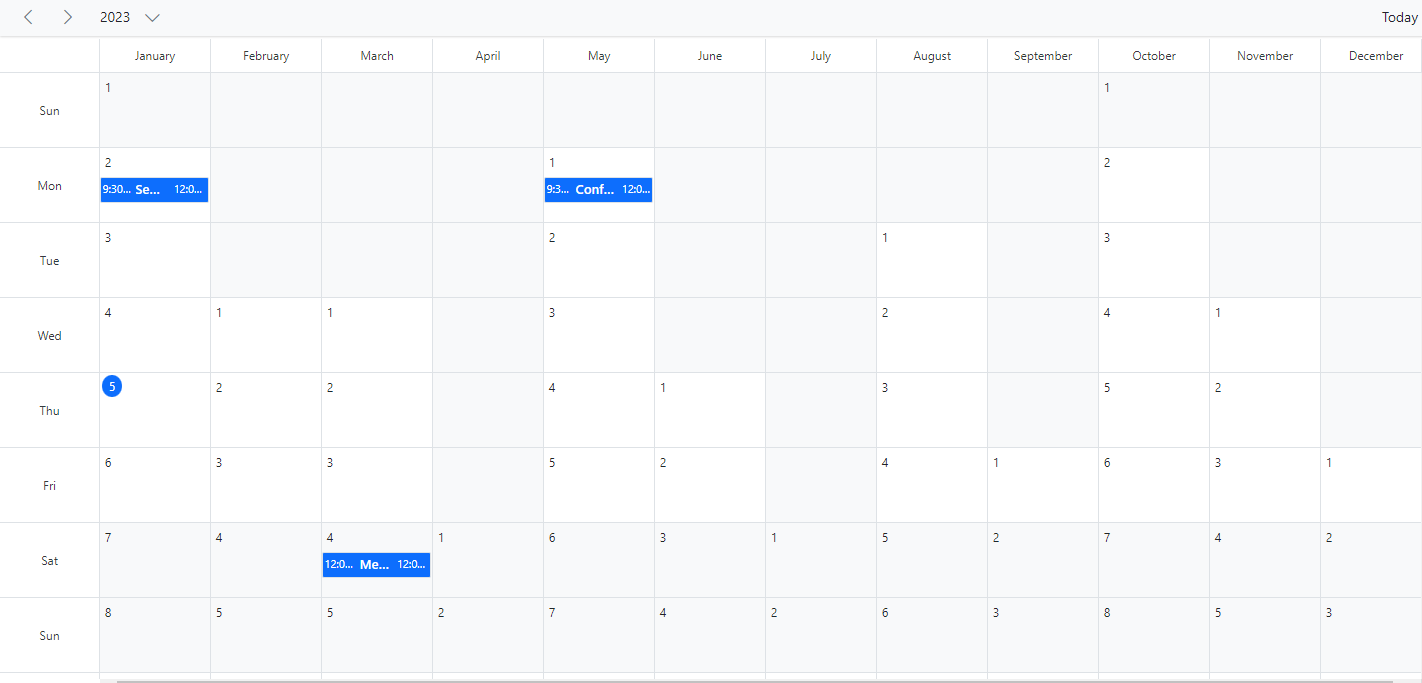 2023 Today
January February March April May June July August September October November December
Sun 1 1
Mon 2 1 2
9:30... Se... 12:0... 9:3... Conf... 12:0...
Tue 3 2 1 3
Wed 4 1 1 3 2 4 1
Thu 5 2 2 4 1 3 5 2
Fri 6 3 3 5 2 4 1 6 3 1
Sat 7 4 4 1 6 3 1 5 2 7 4 2
12:0... Me... 12:0...
Sun 8 5 5 2 7 4 2 6 3 8 5 3